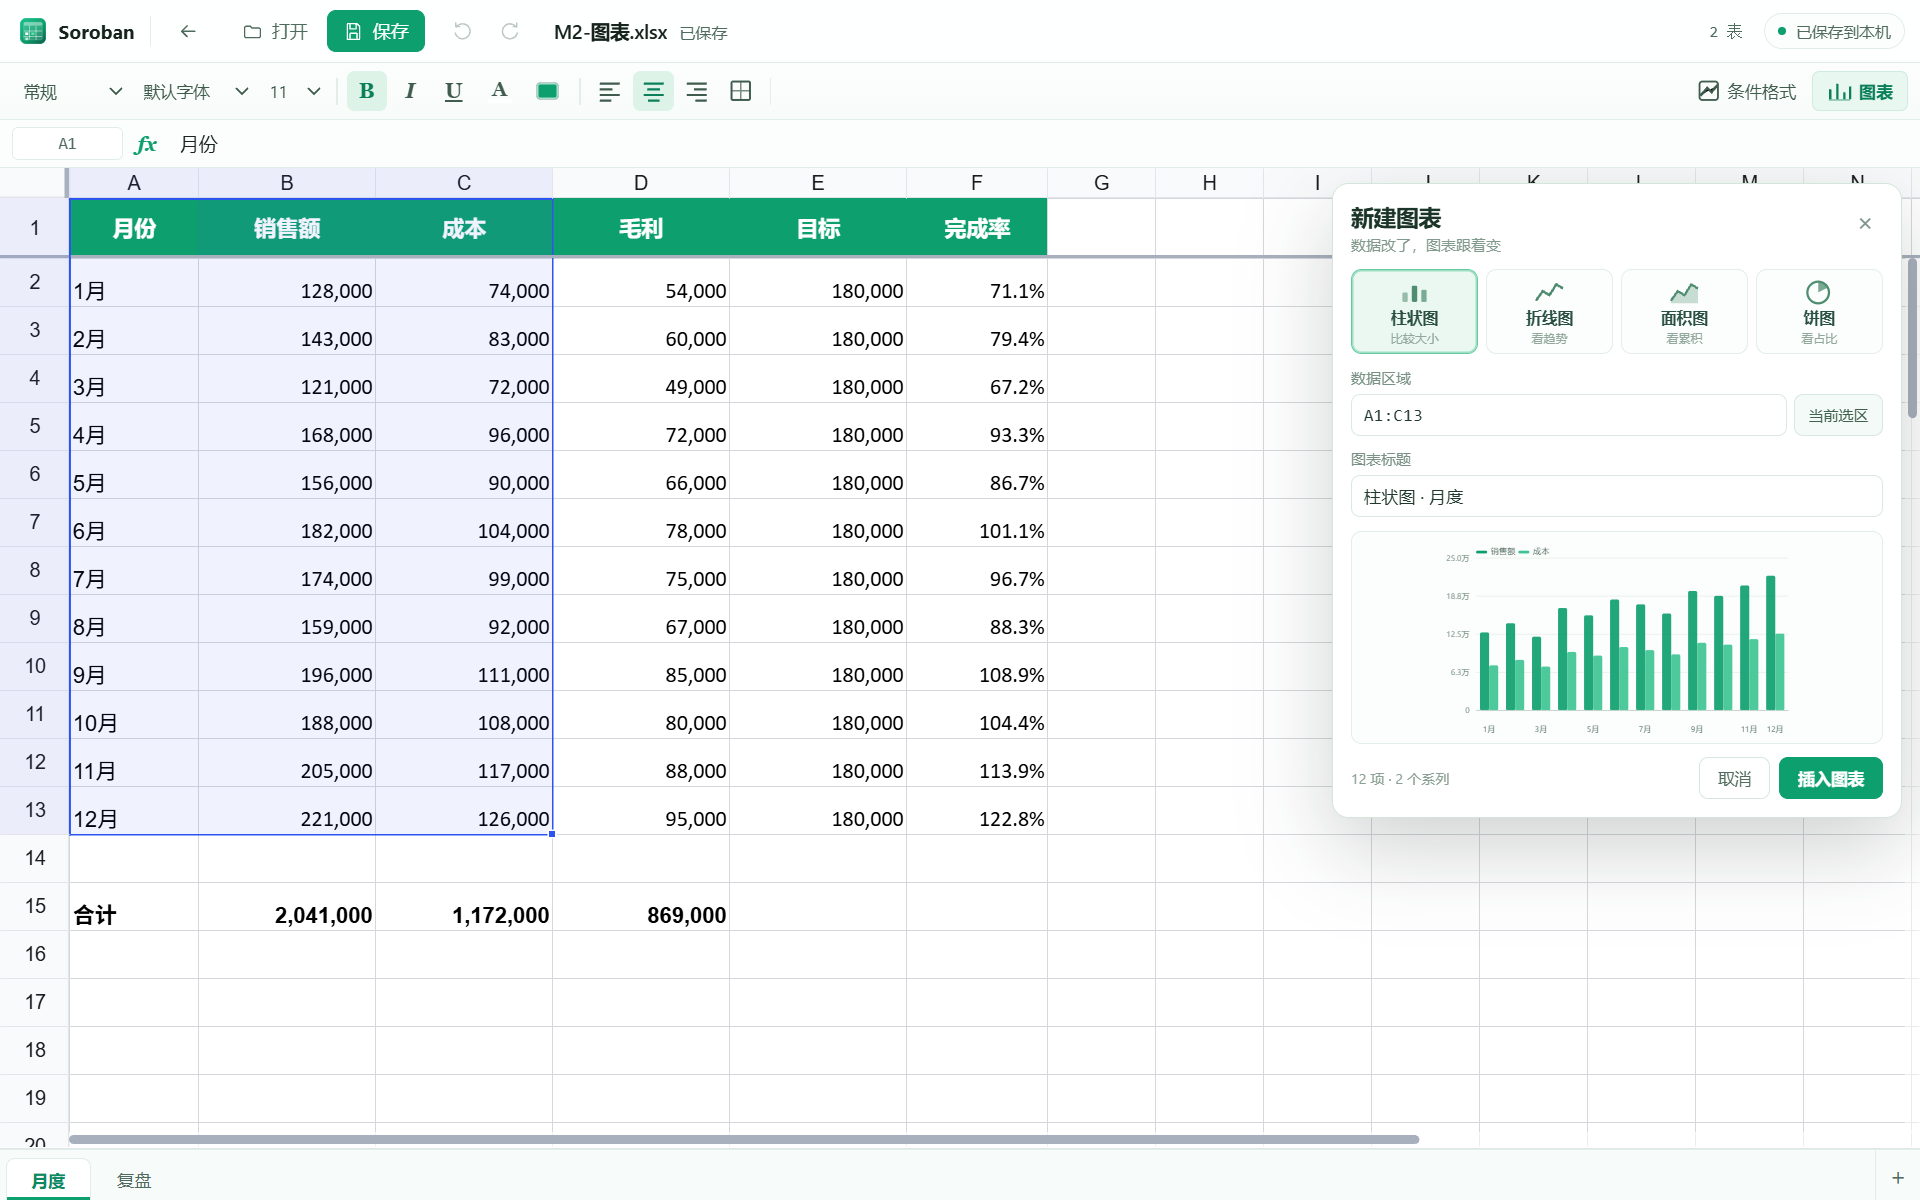 Soroban
打开
保存
M2-图表.xlsx 已保存
2 表
已保存到本机
常规
默认字体
11
B I U A
条件格式
图表
A1
fx
月份
A B C D E F G H I J K L M N
1 月份 销售额 成本 毛利 目标 完成率
2 1月 128,000 74,000 54,000 180,000 71.1%
3 2月 143,000 83,000 60,000 180,000 79.4%
4 3月 121,000 72,000 49,000 180,000 67.2%
5 4月 168,000 96,000 72,000 180,000 93.3%
6 5月 156,000 90,000 66,000 180,000 86.7%
7 6月 182,000 104,000 78,000 180,000 101.1%
8 7月 174,000 99,000 75,000 180,000 96.7%
9 8月 159,000 92,000 67,000 180,000 88.3%
10 9月 196,000 111,000 85,000 180,000 108.9%
11 10月 188,000 108,000 80,000 180,000 104.4%
12 11月 205,000 117,000 88,000 180,000 113.9%
13 12月 221,000 126,000 95,000 180,000 122.8%
14
15 合计 2,041,000 1,172,000 869,000
16
17
18
19
20
新建图表
数据改了，图表跟着变
柱状图
比较大小
折线图
看趋势
面积图
看累积
饼图
看占比
数据区域
A1:C13
当前选区
图表标题
柱状图 · 月度
销售额 成本
25.0万
18.8万
12.5万
6.3万
0
1月 3月 5月 7月 9月 11月 12月
12 项 · 2 个系列
取消
插入图表
月度
复盘